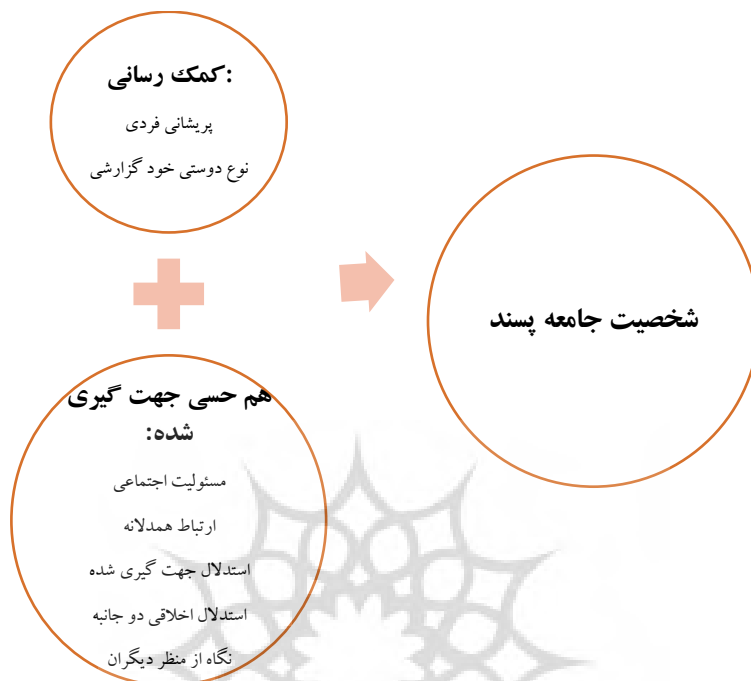 کمک رسانی:
پریشانی فردی
نوع دوستی خود گزارشی
شخصیت جامعه پسند
هم حسی جهت گیری
شده:
مسئولیت اجتماعی
ارتباط همدلانه
استدلال جهت گیری شده
استدلال اخلاقی دو جانبه
نگاه از منظر دیگران